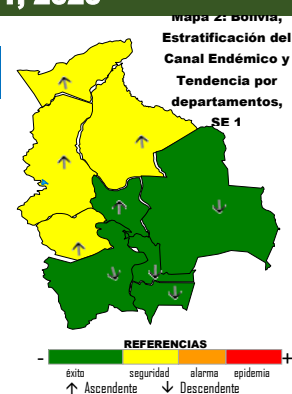 Mapa 2: Bolivia,
Estratificación del
Canal Endémico y
Tendencia por
departamentos,
SE 1
REFERENCIAS
- +
éxito seguridad alarma epidemia
↑ Ascendente ↓ Descendente